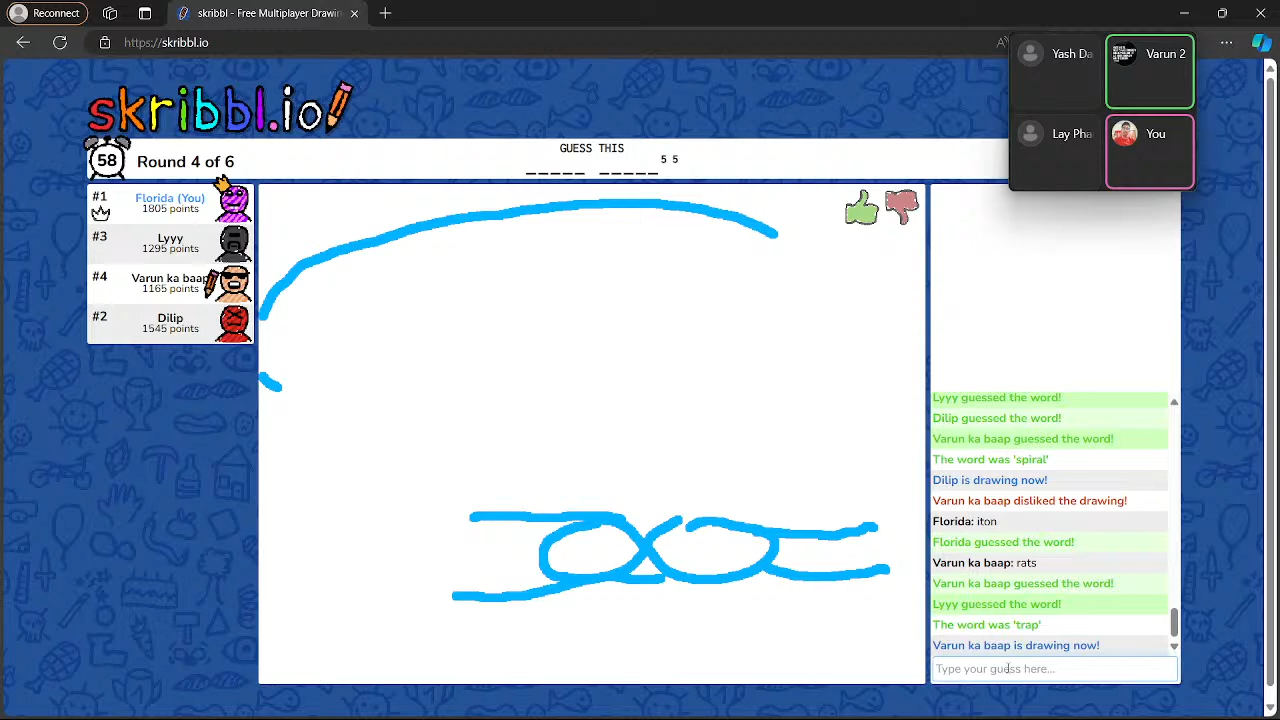 Reconnect
skribbl - Free Multiplayer Drawin
https://skribbl.io
Yash Da
Varun 2
Lay Pha
You
skribbl.io
58
Round 4 of 6
GUESS THIS
_____ _____ 5 5
#1
Florida (You)
1805 points
#3
Lyyy
1295 points
#4
Varun ka baap
1165 points
#2
Dilip
1545 points
Lyyy guessed the word!
Dilip guessed the word!
Varun ka baap guessed the word!
The word was 'spiral'
Dilip is drawing now!
Varun ka baap disliked the drawing!
Florida: iton
Florida guessed the word!
Varun ka baap: rats
Varun ka baap guessed the word!
Lyyy guessed the word!
The word was 'trap'
Varun ka baap is drawing now!
Type your guess here...